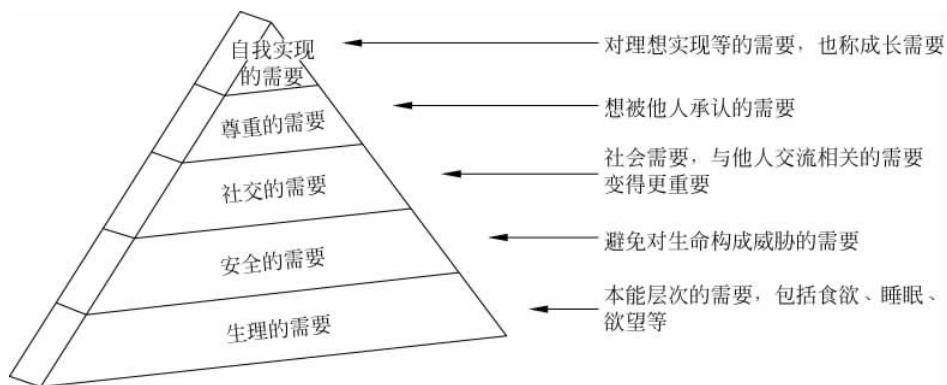 自我实现
的需要
对理想实现等的需要，也称成长需要
尊重的需要
想被他人承认的需要
社交的需要
社会需要，与他人交流相关的需要
变得更重要
安全的需要
避免对生命构成威胁的需要
生理的需要
本能层次的需要，包括食欲、睡眠、
欲望等